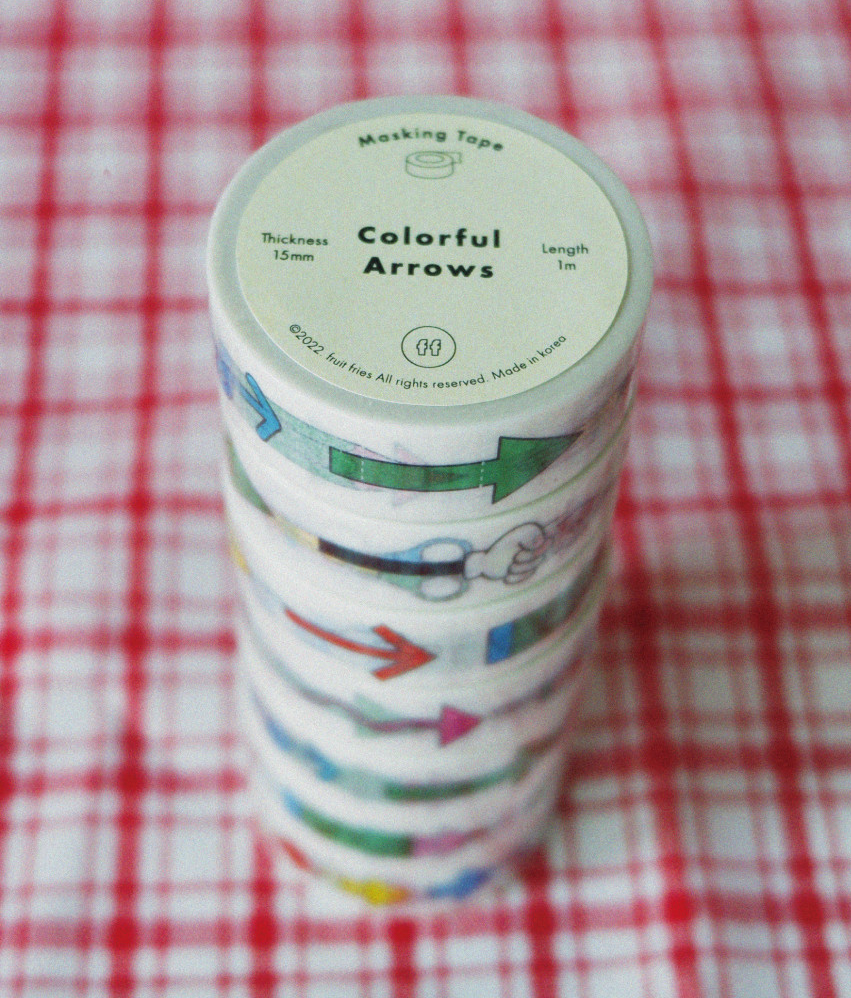 Masking Tape
Colorful
Arrows
Thickness
15mm
Length
1m
ff
©2022 fruit fries All rights reserved. Made in korea